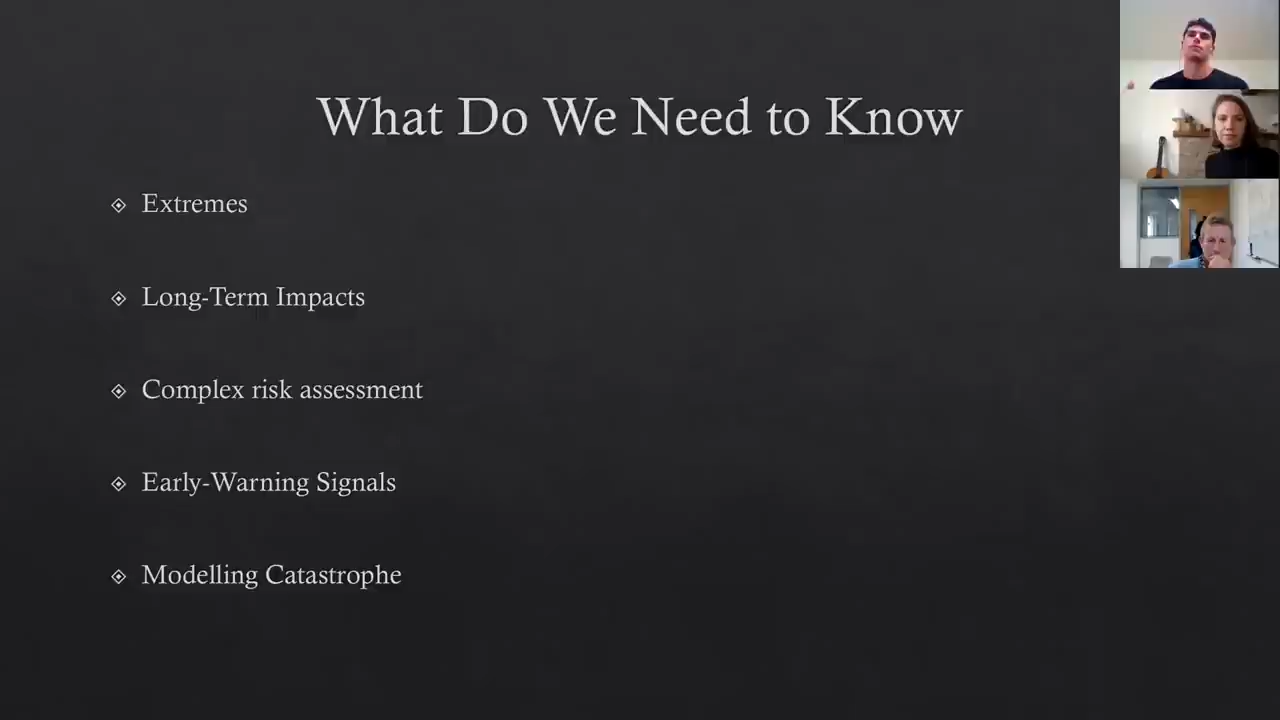 What Do We Need to Know
Extremes
Long-Term Impacts
Complex risk assessment
Early-Warning Signals
Modelling Catastrophe